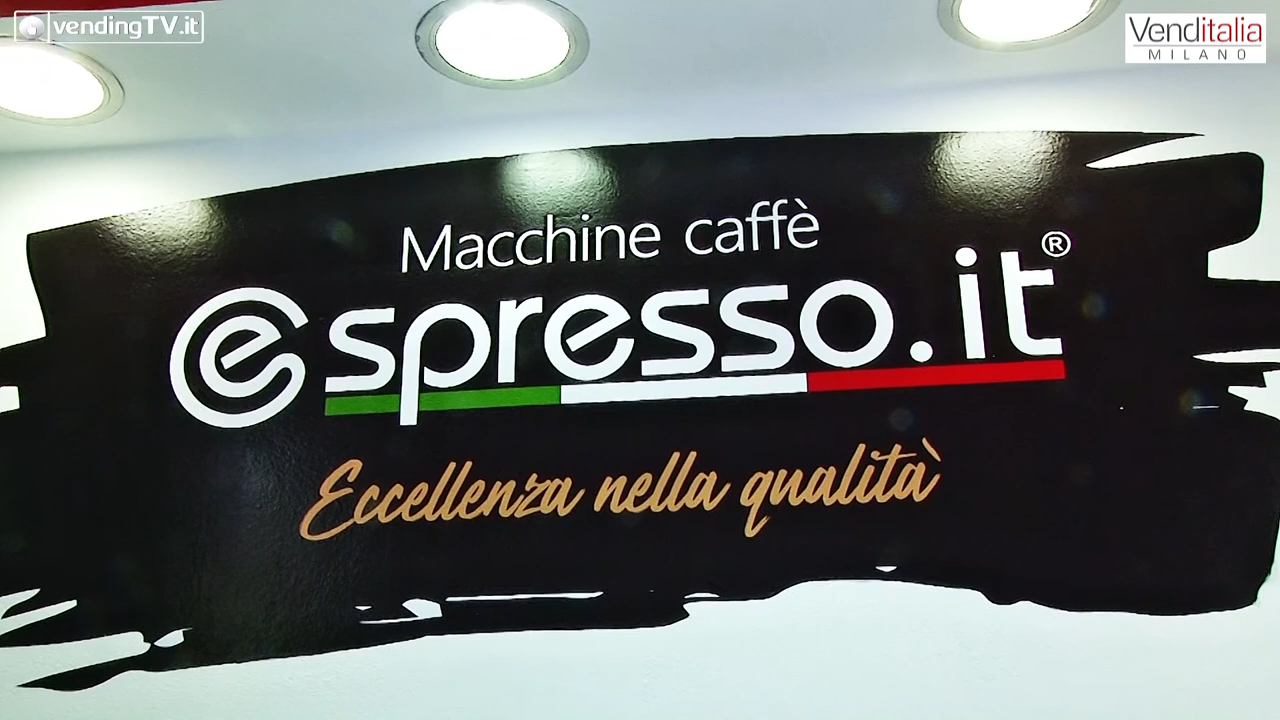 vendingTV.it
Venditalia
MILANO
Macchine caffè
espresso.it®
Eccellenza nella qualità